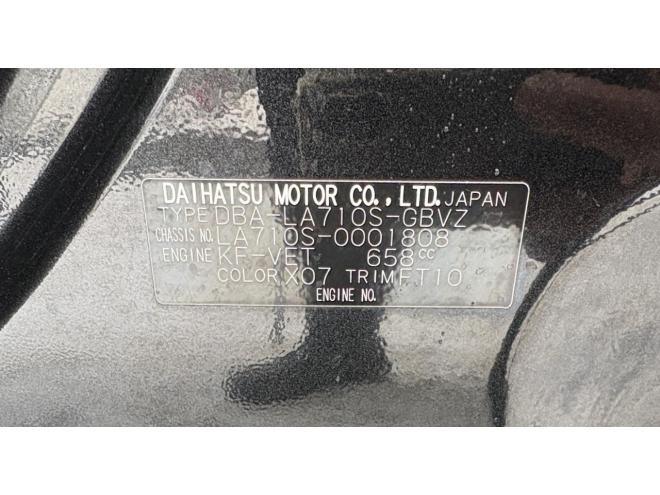 DAIHATSU MOTOR CO., LTD. JAPAN
TYPE DBA-LA710S-GBVZ
CHASSIS NO. LA710S-0001808
ENGINE KF-VET 658cc
COLOR X07 TRIM FT10
ENGINE NO.